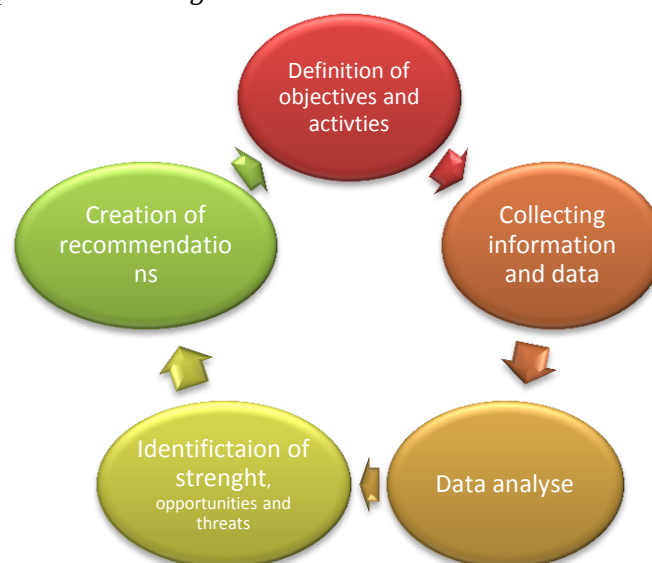 Definition of
objectives and
activties
Collecting
information
and data
Data analyse
Identifictaion of
strenght,
opportunities and
threats
Creation of
recommendatio
ns